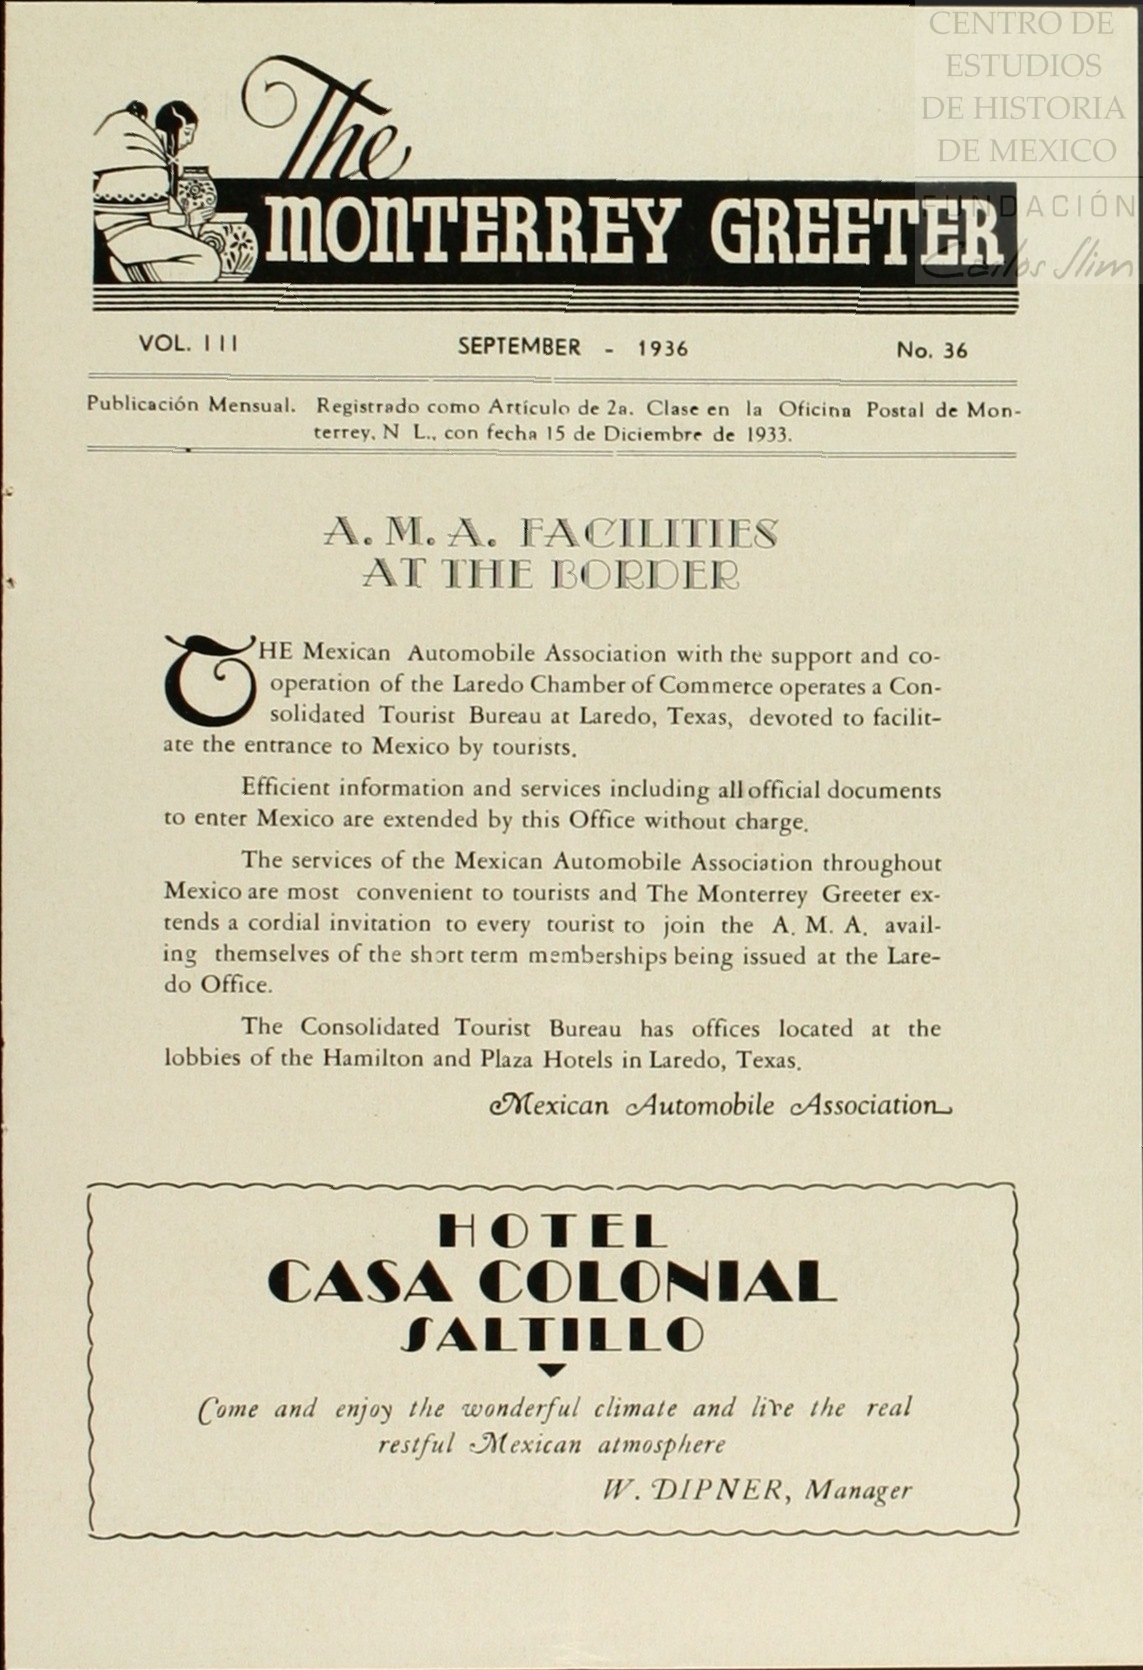 CENTRO DE
ESTUDIOS
DE HISTORIA
DE MEXICO
FUNDACIÓN
Carlos Slim
The
MONTERREY GREETER
VOL. III SEPTEMBER - 1936 No. 36
Publicación Mensual. Registrado como Artículo de 2a. Clase en la Oficina Postal de Mon-
terrey, N L., con fecha 15 de Diciembre de 1933.
A. M. A. FACILITIES
AT THE BORDER
THE Mexican Automobile Association with the support and co-
operation of the Laredo Chamber of Commerce operates a Con-
solidated Tourist Bureau at Laredo, Texas, devoted to facilit-
ate the entrance to Mexico by tourists.
Efficient information and services including all official documents
to enter Mexico are extended by this Office without charge.
The services of the Mexican Automobile Association throughout
Mexico are most convenient to tourists and The Monterrey Greeter ex-
tends a cordial invitation to every tourist to join the A. M. A. avail-
ing themselves of the short term memberships being issued at the Lare-
do Office.
The Consolidated Tourist Bureau has offices located at the
lobbies of the Hamilton and Plaza Hotels in Laredo, Texas.
Mexican Automobile Association
HOTEL
CASA COLONIAL
SALTILLO
Come and enjoy the wonderful climate and live the real
restful Mexican atmosphere
W. DIPNER, Manager